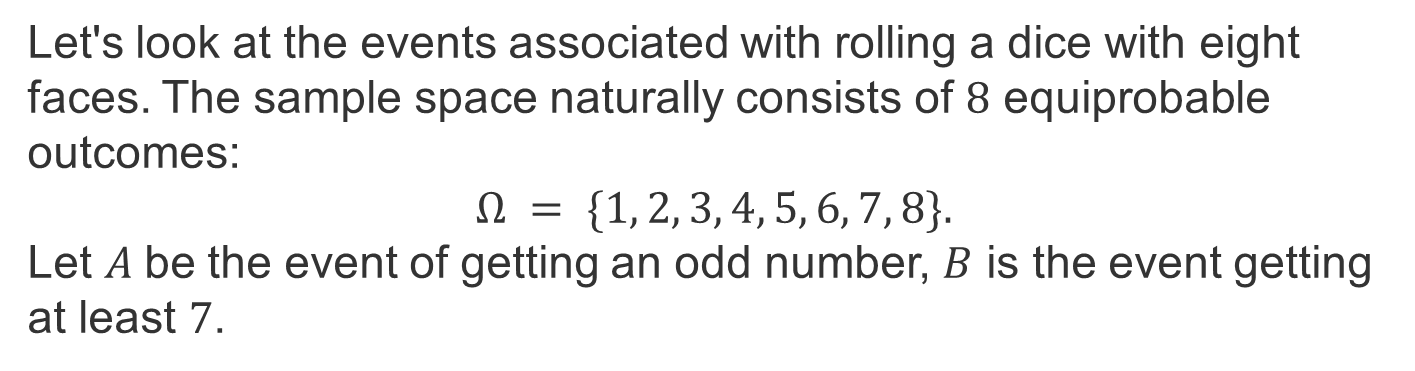 Let's look at the events associated with rolling a dice with eight
faces. The sample space naturally consists of 8 equiprobable
outcomes:
Ω = {1, 2, 3, 4, 5, 6, 7, 8}.
Let A be the event of getting an odd number, B is the event getting
at least 7.